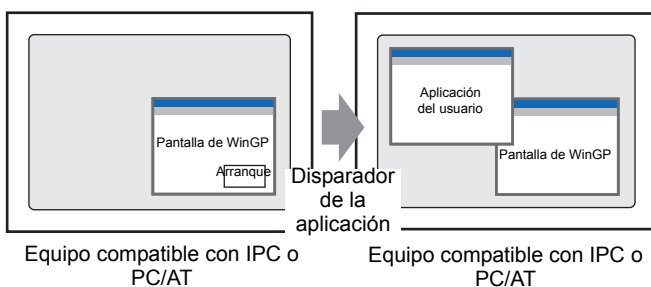 Pantalla de WinGP
Arranque
Disparador
de la
aplicación
Aplicación
del usuario
Pantalla de WinGP
Equipo compatible con IPC o
PC/AT
Equipo compatible con IPC o
PC/AT